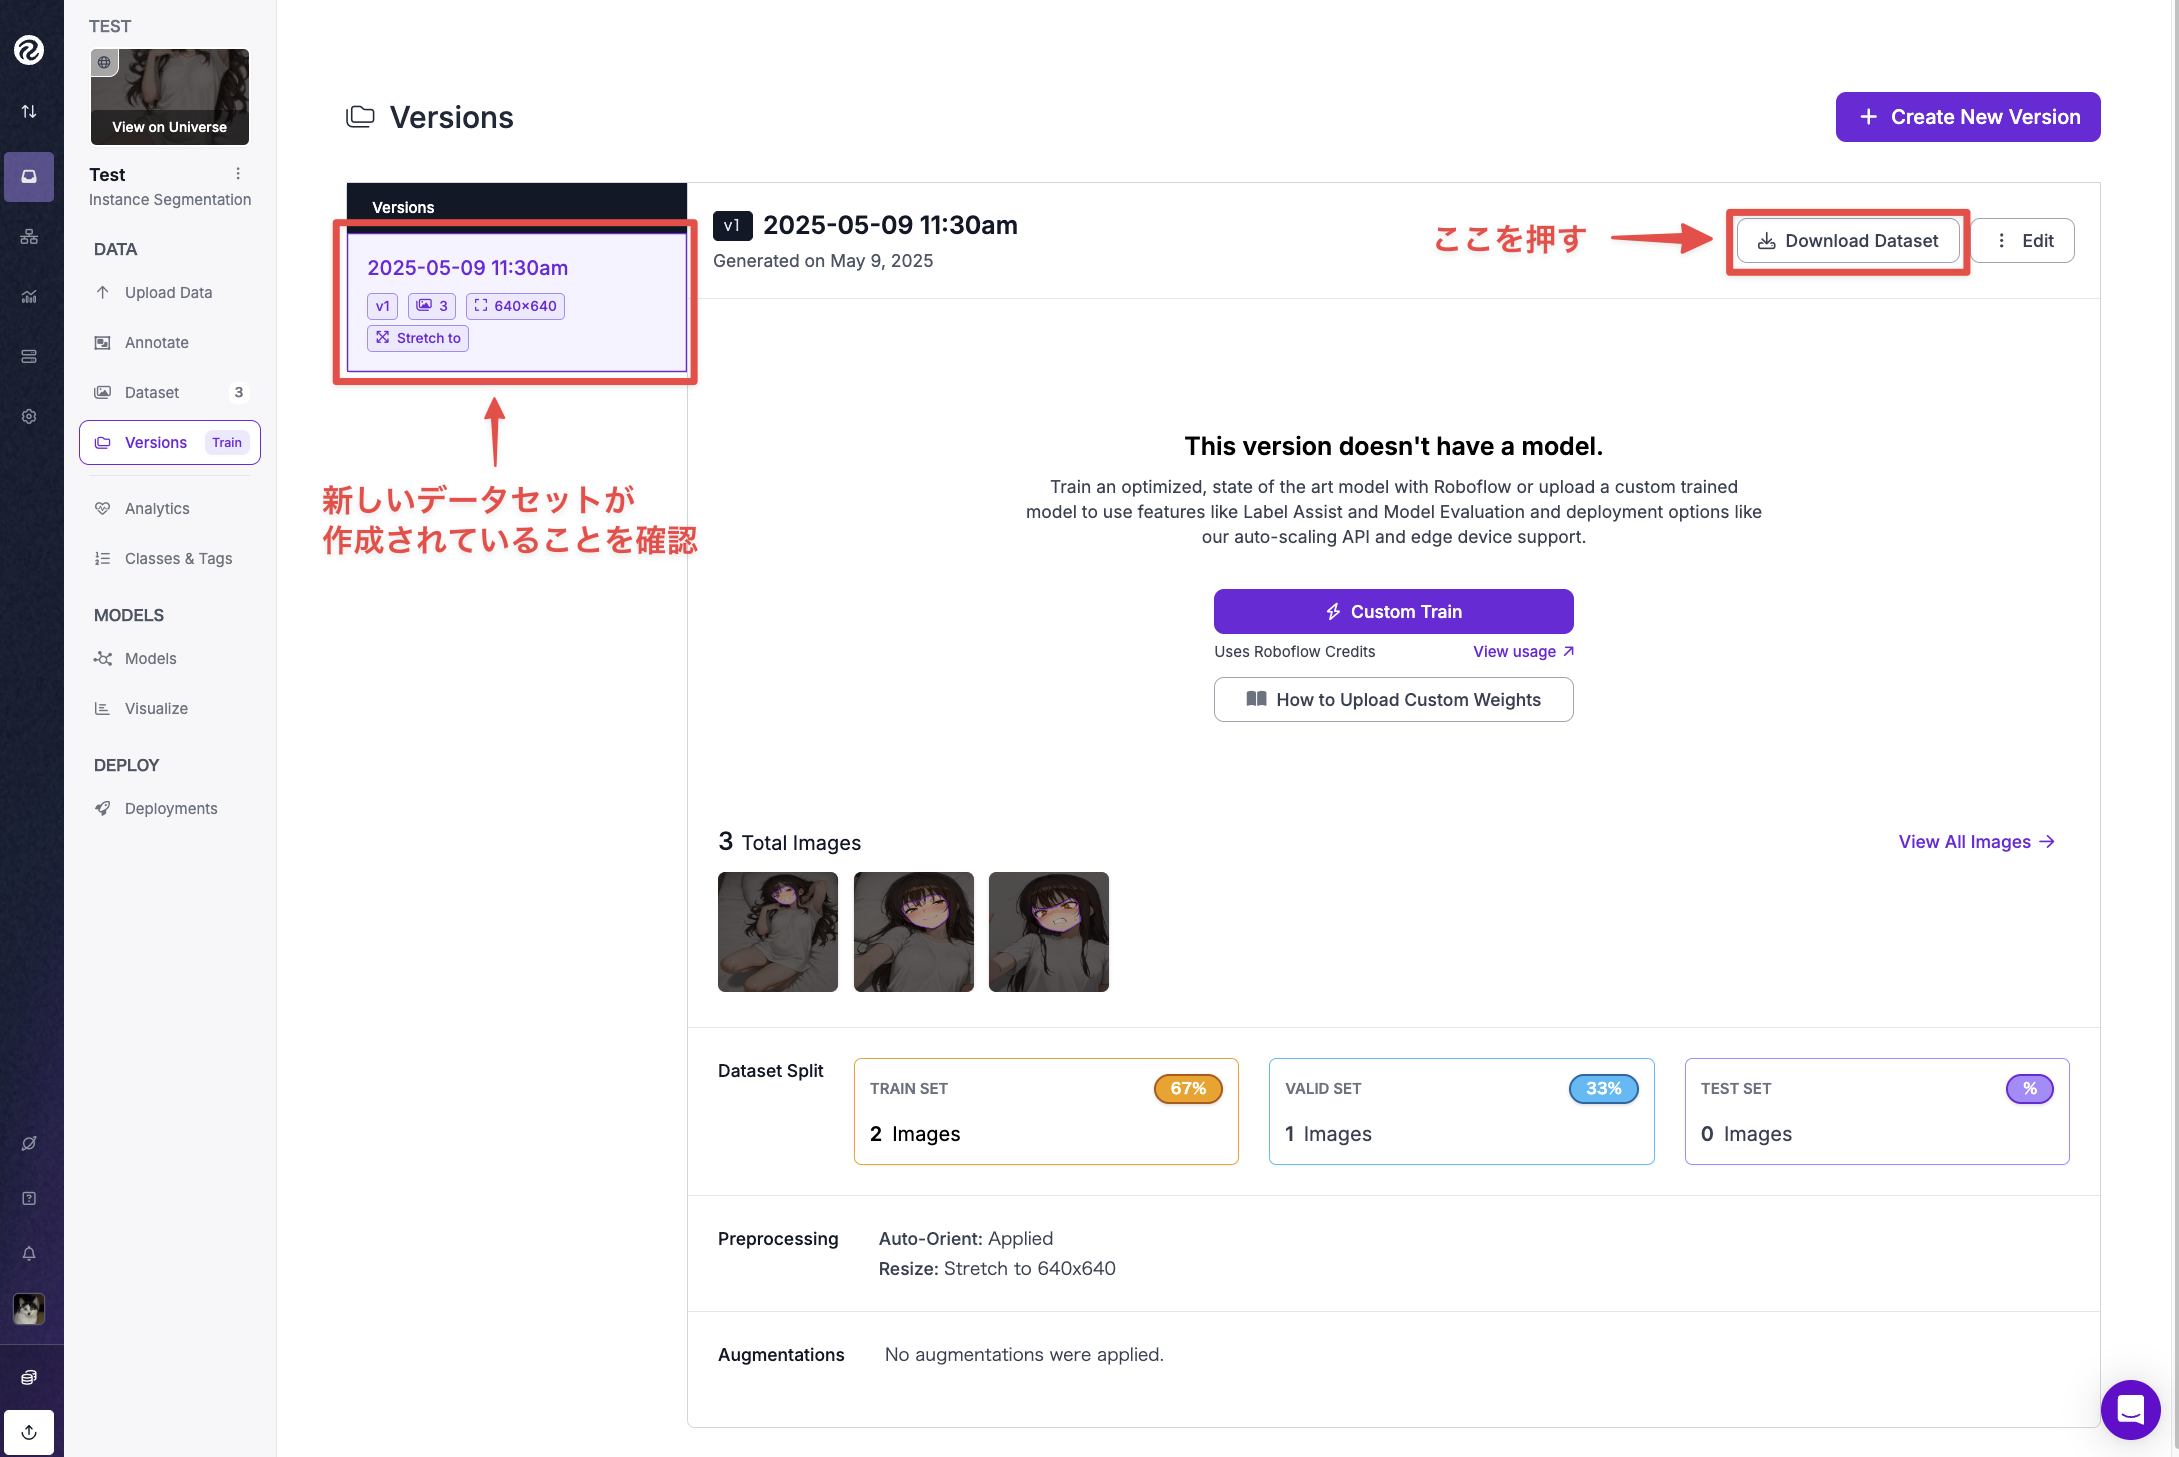 TEST
View on Universe
Test
Instance Segmentation
DATA
Upload Data
Annotate
Dataset 3
Versions Train
Analytics
Classes & Tags
MODELS
Models
Visualize
DEPLOY
Deployments
Versions
Create New Version
Versions
2025-05-09 11:30am
v1 3 640×640
Stretch to
新しいデータセットが
作成されていることを確認
v1 2025-05-09 11:30am
Generated on May 9, 2025
ここを押す
Download Dataset
Edit
This version doesn't have a model.
Train an optimized, state of the art model with Roboflow or upload a custom trained
model to use features like Label Assist and Model Evaluation and deployment options like
our auto-scaling API and edge device support.
Custom Train
Uses Roboflow Credits View usage
How to Upload Custom Weights
3 Total Images
View All Images
Dataset Split
TRAIN SET 67%
2 Images
VALID SET 33%
1 Images
TEST SET %
0 Images
Preprocessing
Auto-Orient: Applied
Resize: Stretch to 640x640
Augmentations
No augmentations were applied.